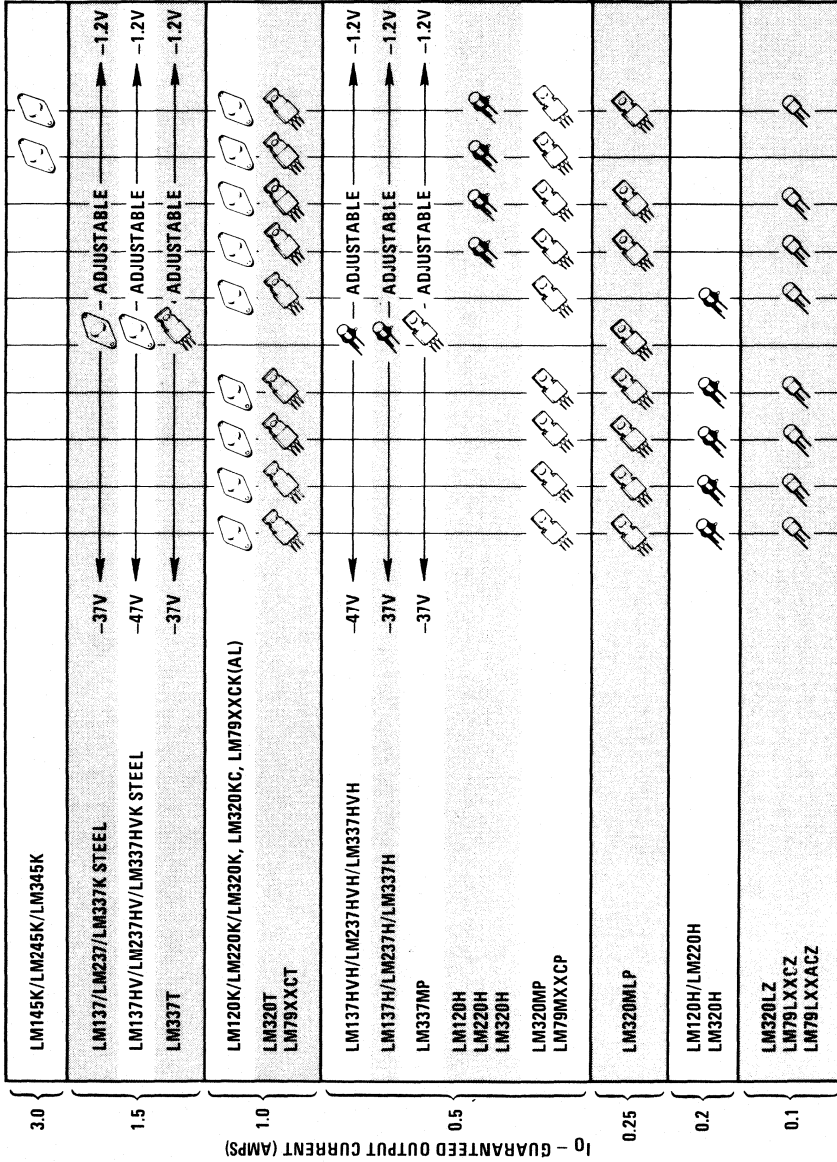 3.0
LM145K/LM245K/LM345K
1.5
LM137/LM237/LM337K STEEL
–37V
ADJUSTABLE
–1.2V
LM137HV/LM237HV/LM337HVK STEEL
–47V
ADJUSTABLE
–1.2V
LM337T
–37V
ADJUSTABLE
–1.2V
1.0
LM120K/LM220K/LM320K, LM320KC, LM79XXCK(AL)
LM320T
LM79XXCT
IO – GUARANTEED OUTPUT CURRENT (AMPS)
0.5
LM137HVH/LM237HVH/LM337HVH
–47V
ADJUSTABLE
–1.2V
LM137H/LM237H/LM337H
–37V
ADJUSTABLE
–1.2V
LM337MP
–37V
ADJUSTABLE
–1.2V
LM120H
LM220H
LM320H
LM320MP
LM79MXXCP
0.25
LM320MLP
0.2
LM120H/LM220H
LM320H
0.1
LM320LZ
LM79LXXCZ
LM79LXXACZ